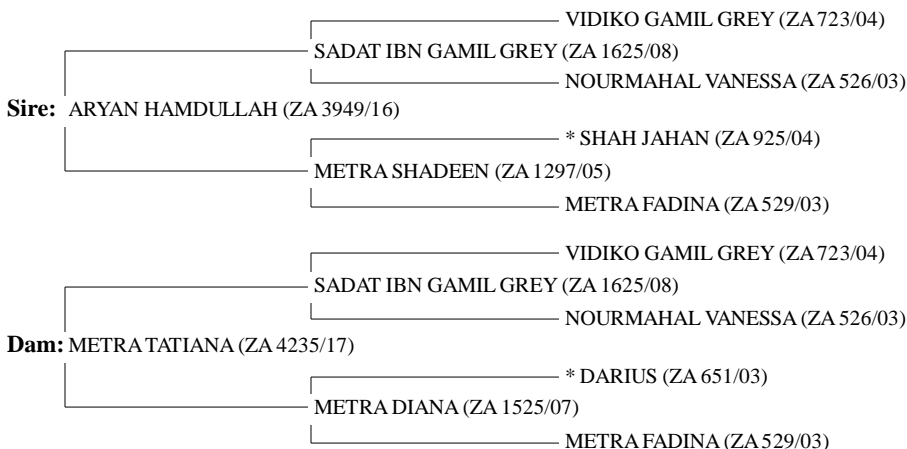 VIDIKO GAMIL GREY (ZA 723/04)
SADAT IBN GAMIL GREY (ZA 1625/08)
NOURMAHAL VANESSA (ZA 526/03)
Sire: ARYAN HAMDULLAH (ZA 3949/16)
* SHAH JAHAN (ZA 925/04)
METRA SHADEEN (ZA 1297/05)
METRA FADINA (ZA 529/03)
VIDIKO GAMIL GREY (ZA 723/04)
SADAT IBN GAMIL GREY (ZA 1625/08)
NOURMAHAL VANESSA (ZA 526/03)
Dam: METRA TATIANA (ZA 4235/17)
* DARIUS (ZA 651/03)
METRA DIANA (ZA 1525/07)
METRA FADINA (ZA 529/03)